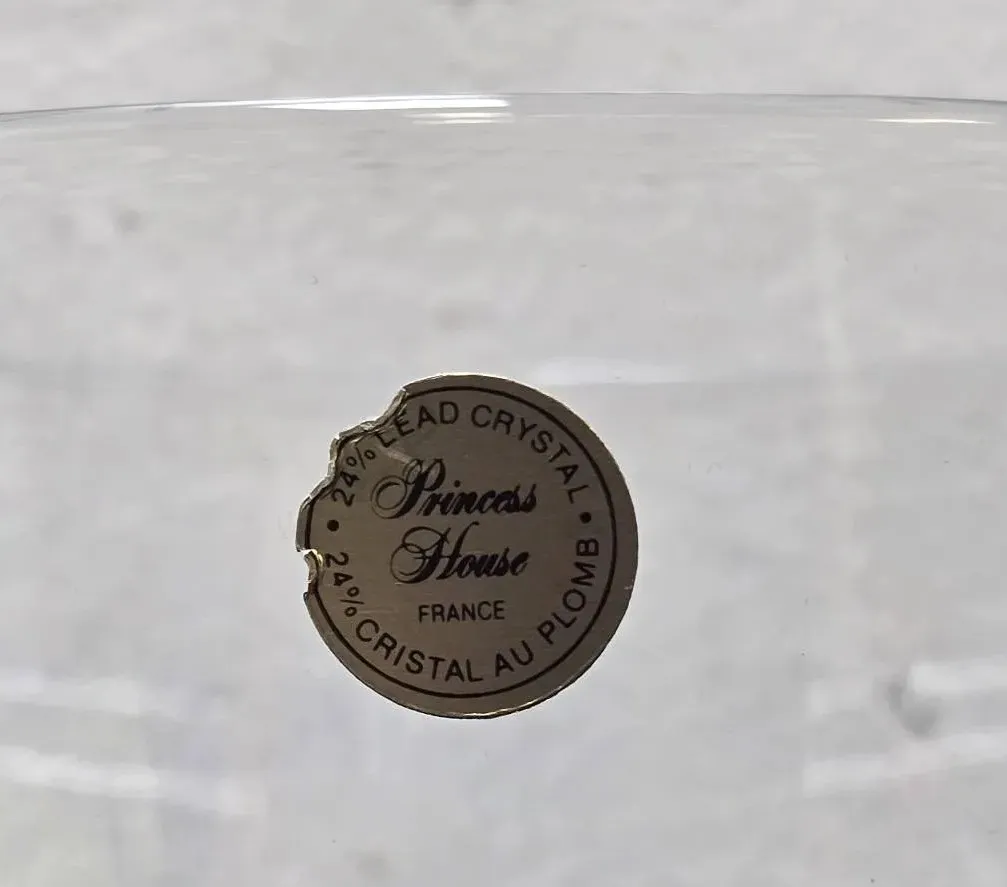 24% LEAD CRYSTAL
Princess
House
FRANCE
24% CRISTAL AU PLOMB